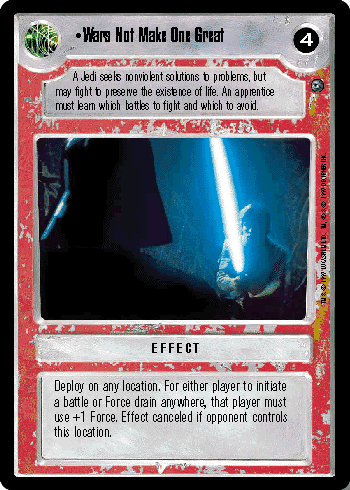 •Wars Not Make One Great
4
A Jedi seeks nonviolent solutions to problems, but
may fight to preserve the existence of life. An apprentice
must learn which battles to fight and which to avoid.
EFFECT
Deploy on any location. For either player to initiate
a battle or Force drain anywhere, that player must
use +1 Force. Effect canceled if opponent controls
this location.